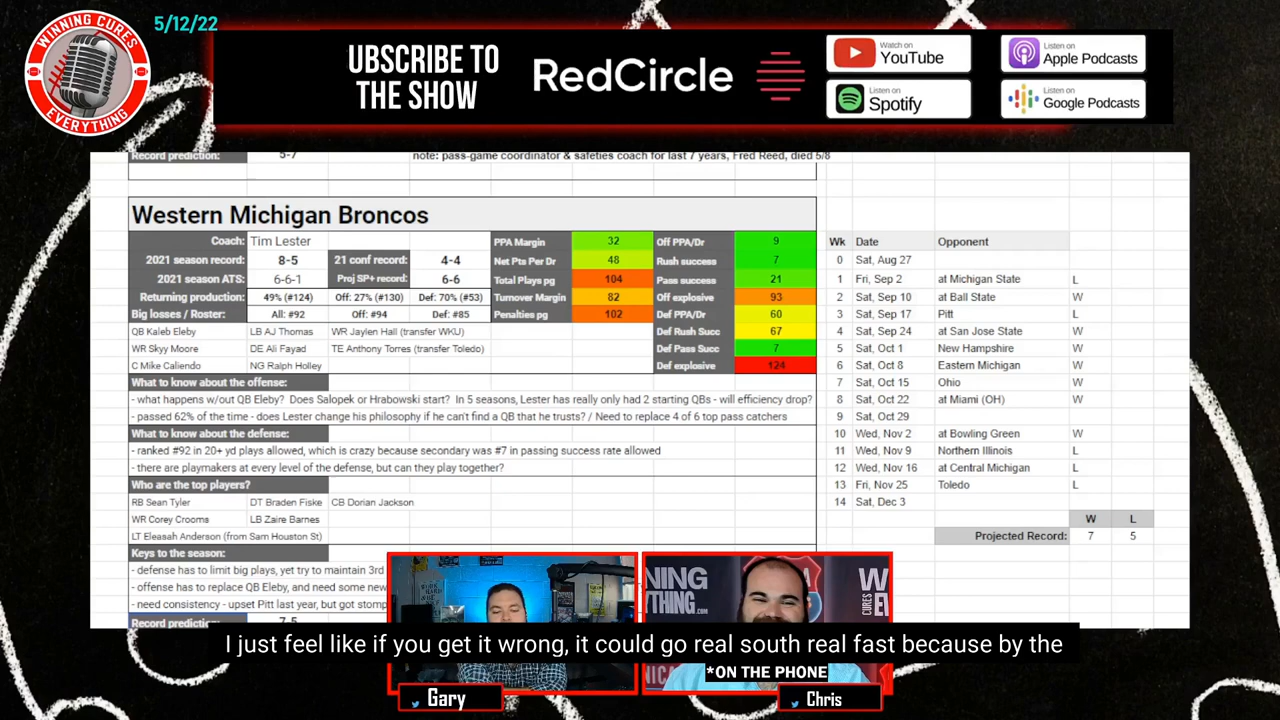 5/12/22
WINNING CURES
EVERYTHING
UBSCRIBE TO
THE SHOW
RedCircle
Watch on
YouTube
Listen on
Apple Podcasts
Listen on
Spotify
Listen on
Google Podcasts
Record prediction: 5-7 note: pass-game coordinator & safeties coach for last 7 years, Fred Reed, died 5/8
Western Michigan Broncos
Coach: Tim Lester
2021 season record: 8-5 21 conf record: 4-4
2021 season ATS: 6-6-1 Proj SP+ record: 6-6
Returning production: 49% (#124) Off: 27% (#130) Def: 70% (#53)
Big losses / Roster: All: #92 Off: #94 Def: #85
QB Kaleb Eleby LB AJ Thomas WR Jaylen Hall (transfer WKU)
WR Skyy Moore DE Ali Fayad TE Anthony Torres (transfer Toledo)
C Mike Caliendo NG Ralph Holley
PPA Margin 32 Off PPA/Dr 9
Net Pts Per Dr 48 Rush success 7
Total Plays pg 104 Pass success 21
Turnover Margin 82 Off explosive 93
Penalties pg 102 Def PPA/Dr 60
Def Rush Succ 67
Def Pass Succ 7
Def explosive 124
What to know about the offense:
- what happens w/out QB Eleby? Does Salopek or Hrabowski start? In 5 seasons, Lester has really only had 2 starting QBs - will efficiency drop?
- passed 62% of the time - does Lester change his philosophy if he can't find a QB that he trusts? / Need to replace 4 of 6 top pass catchers
What to know about the defense:
- ranked #92 in 20+ yd plays allowed, which is crazy because secondary was #7 in passing success rate allowed
- there are playmakers at every level of the defense, but can they play together?
Who are the top players?
RB Sean Tyler DT Braden Fiske CB Dorian Jackson
WR Corey Crooms LB Zaire Barnes
LT Eleasah Anderson (from Sam Houston St)
Keys to the season:
- defense has to limit big plays, yet try to maintain 3rd
- offense has to replace QB Eleby, and need some new
- need consistency - upset Pitt last year, but got stomp
Record prediction: 7-5
Wk Date Opponent
0 Sat, Aug 27
1 Fri, Sep 2 at Michigan State L
2 Sat, Sep 10 at Ball State W
3 Sat, Sep 17 Pitt L
4 Sat, Sep 24 at San Jose State W
5 Sat, Oct 1 New Hampshire W
6 Sat, Oct 8 Eastern Michigan W
7 Sat, Oct 15 Ohio W
8 Sat, Oct 22 at Miami (OH) W
9 Sat, Oct 29
10 Wed, Nov 2 at Bowling Green W
11 Wed, Nov 9 Northern Illinois L
12 Wed, Nov 16 at Central Michigan L
13 Fri, Nov 25 Toledo L
14 Sat, Dec 3
W L
Projected Record: 7 5
I just feel like if you get it wrong, it could go real south real fast because by the
*ON THE PHONE
Gary
Chris